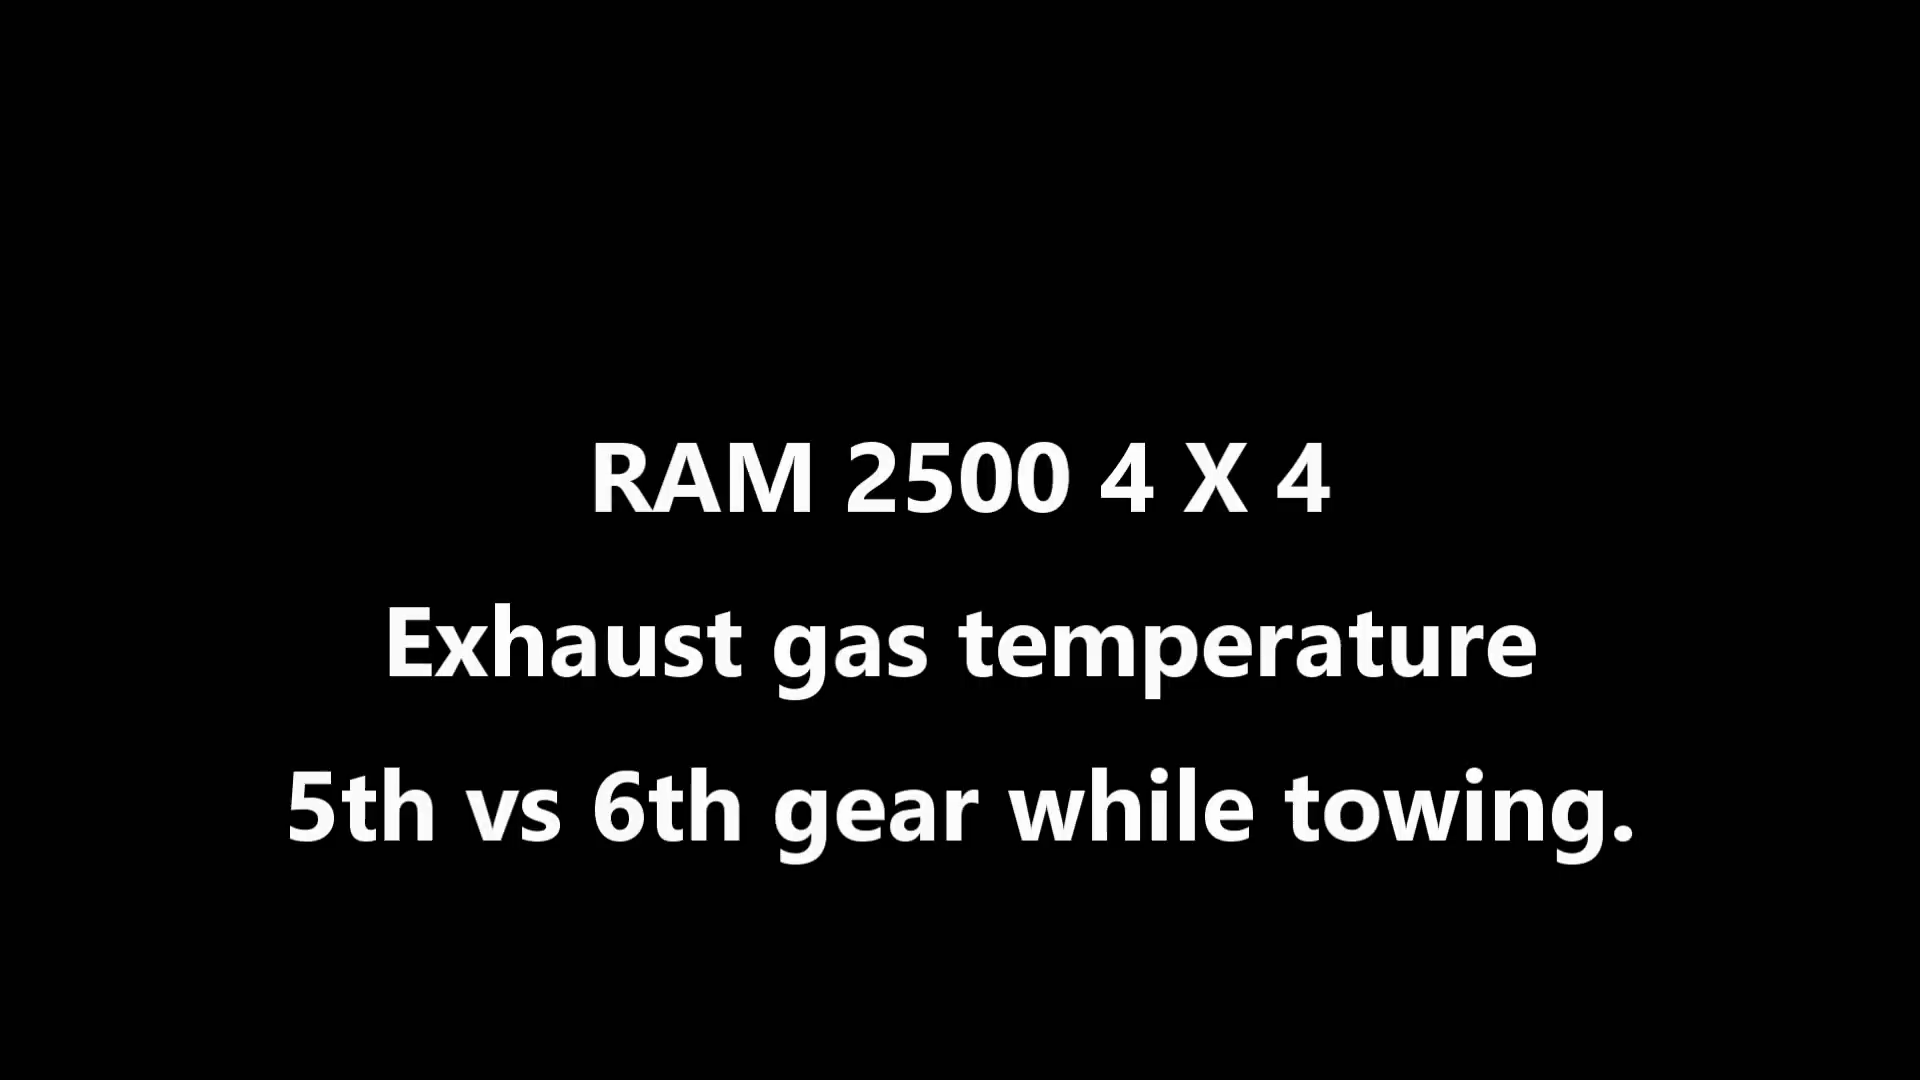 RAM 2500 4 X 4
Exhaust gas temperature
5th vs 6th gear while towing.